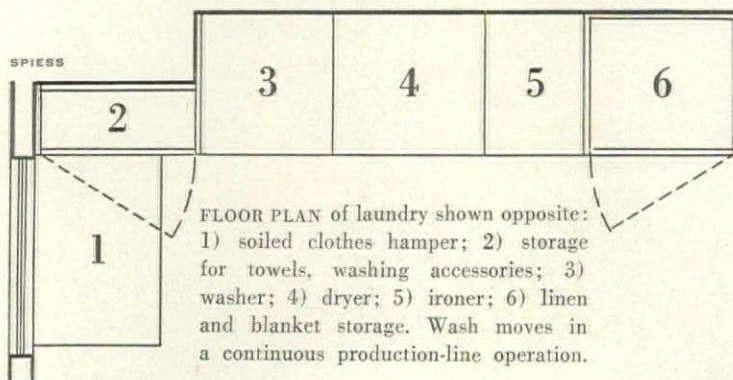 SPIESS
1
2
3
4
5
6
FLOOR PLAN of laundry shown opposite:
1) soiled clothes hamper; 2) storage
for towels, washing accessories; 3)
washer; 4) dryer; 5) ironer; 6) linen
and blanket storage. Wash moves in
a continuous production-line operation.